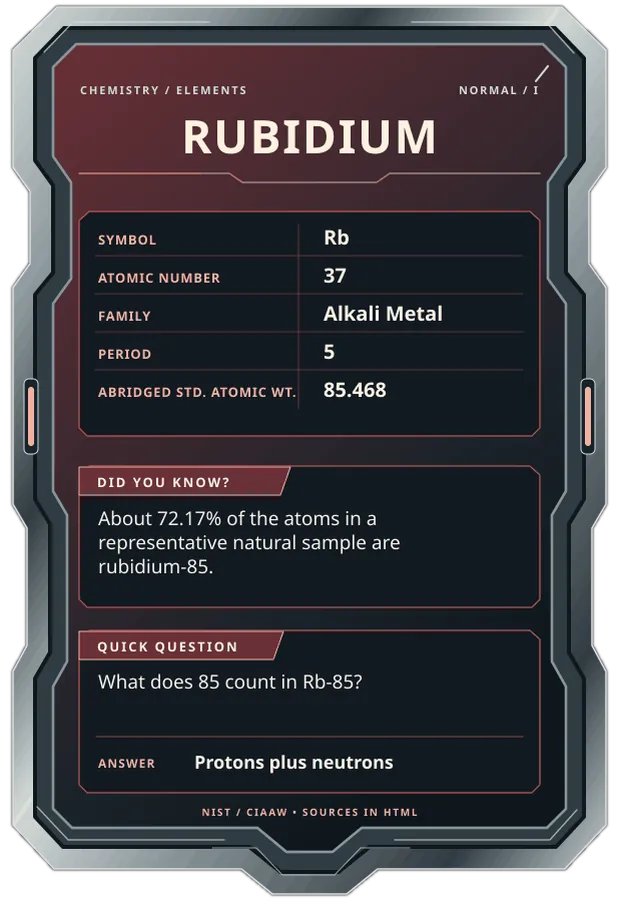 CHEMISTRY / ELEMENTS
NORMAL / I
RUBIDIUM
SYMBOL Rb
ATOMIC NUMBER 37
FAMILY Alkali Metal
PERIOD 5
ABRIDGED STD. ATOMIC WT. 85.468
DID YOU KNOW?
About 72.17% of the atoms in a
representative natural sample are
rubidium-85.
QUICK QUESTION
What does 85 count in Rb-85?
ANSWER Protons plus neutrons
NIST / CIAAW • SOURCES IN HTML